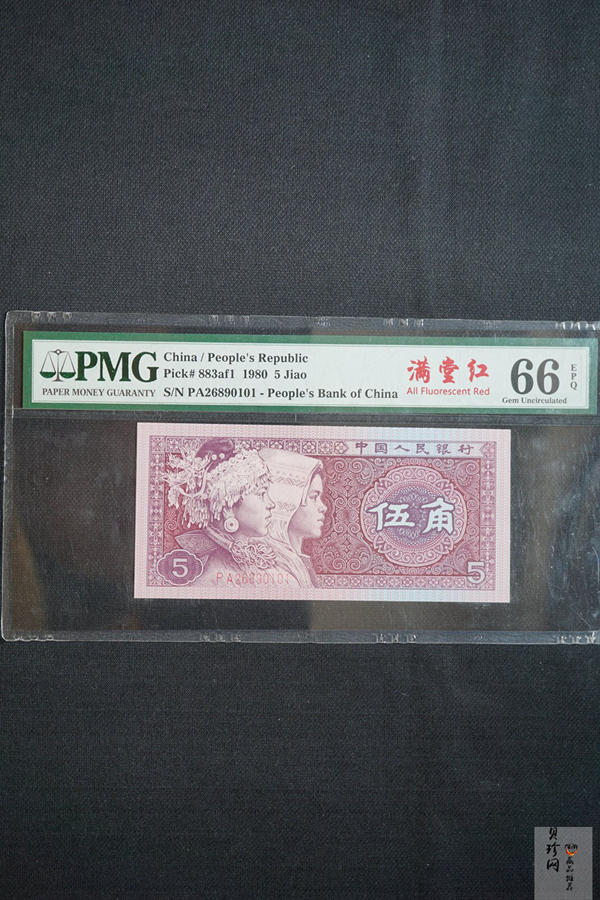 PMG
PAPER MONEY GUARANTY
China / People's Republic
Pick# 883af1 1980 5 Jiao
S/N PA26890101 - People's Bank of China
满堂红
All Fluorescent Red
66
EPQ
Gem Uncirculated
中国人民银行
伍角
5
PA26890101
5
贝珍网